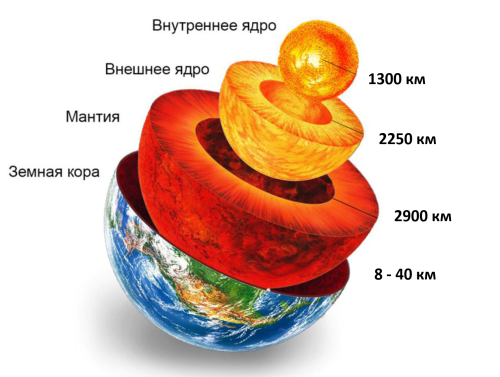 Внутреннее ядро
1300 км
Внешнее ядро
2250 км
Мантия
2900 км
Земная кора
8 - 40 км